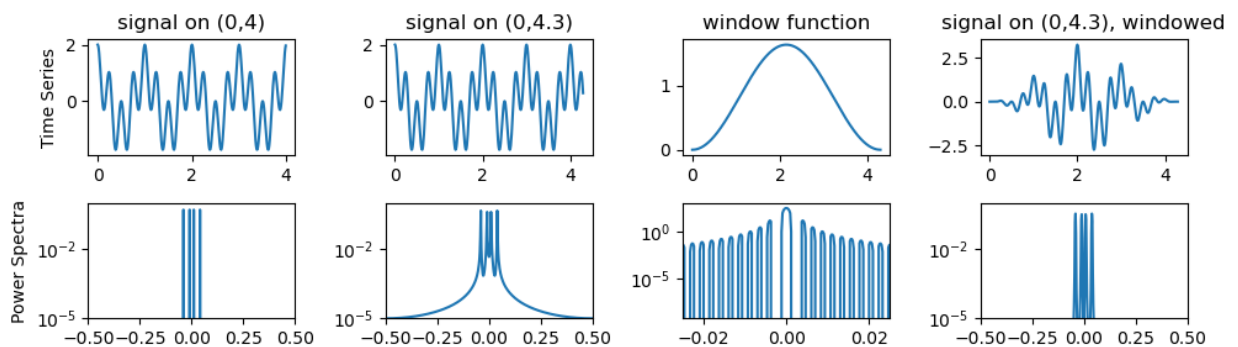 signal on (0,4)
signal on (0,4.3)
window function
signal on (0,4.3), windowed
Time Series
2
0
0 2 4
2
0
0 2 4
1
0
0 2 4
2.5
0.0
−2.5
0 2 4
Power Spectra
10⁻²
10⁻⁵
−0.50 −0.25 0.00 0.25 0.50
10⁻²
10⁻⁵
−0.50 −0.25 0.00 0.25 0.50
10⁰
10⁻⁵
−0.02 0.00 0.02
10⁻²
10⁻⁵
−0.50 −0.25 0.00 0.25 0.50